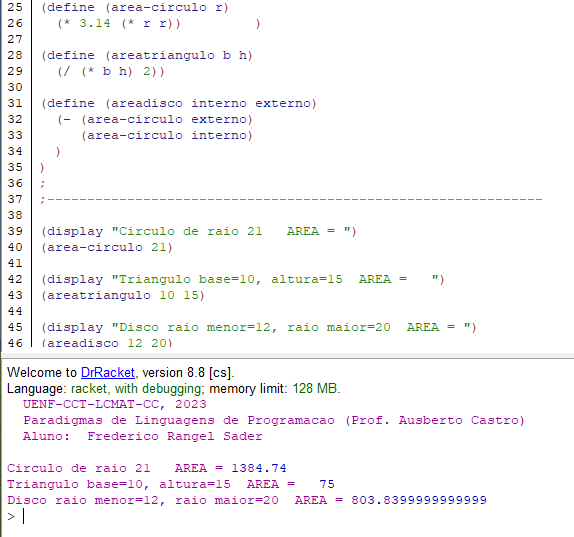 25 (define (area-circulo r)
26   (* 3.14 (* r r))         )
27
28 (define (areatriangulo b h)
29   (/ (* b h) 2))
30
31 (define (areadisco interno externo)
32   (- (area-circulo externo)
33      (area-circulo interno)
34   )
35 )
36 ;
37 ;--------------------------------------------------------------
38
39 (display "Circulo de raio 21   AREA = ")
40 (area-circulo 21)
41
42 (display "Triangulo base=10, altura=15  AREA =   ")
43 (areatriangulo 10 15)
44
45 (display "Disco raio menor=12, raio maior=20  AREA = ")
46 (areadisco 12 20)
Welcome to DrRacket, version 8.8 [cs].
Language: racket, with debugging; memory limit: 128 MB.
  UENF-CCT-LCMAT-CC, 2023
  Paradigmas de Linguagens de Programacao (Prof. Ausberto Castro)
  Aluno:  Frederico Rangel Sader

Circulo de raio 21   AREA = 1384.74
Triangulo base=10, altura=15  AREA =   75
Disco raio menor=12, raio maior=20  AREA = 803.8399999999999
>